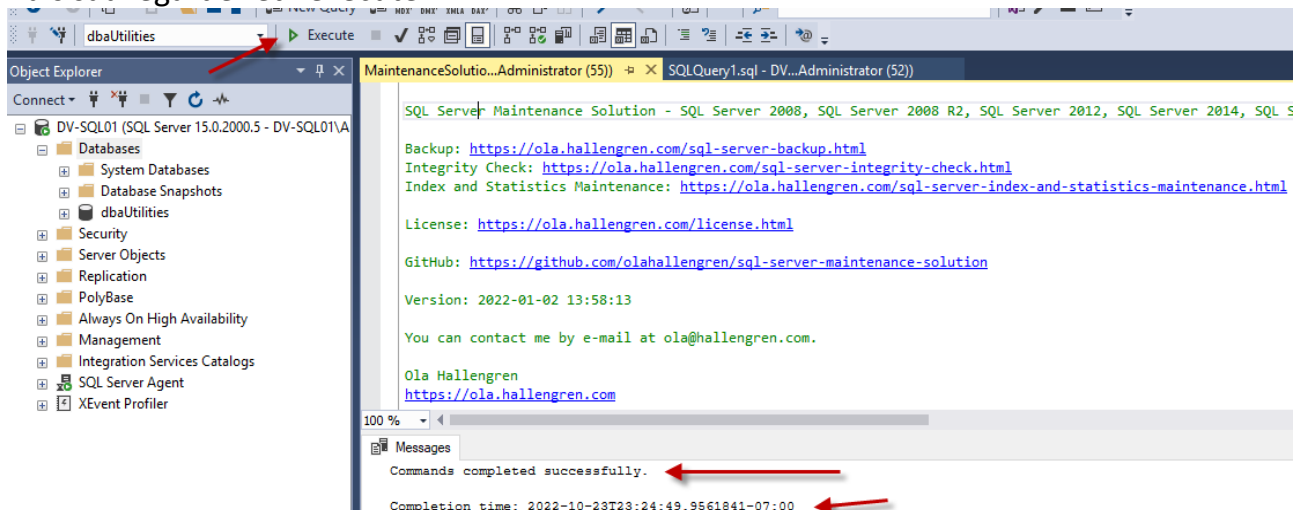 New Query
dbaUtilities
Execute
Object Explorer
MaintenanceSolutio...Administrator (55))
SQLQuery1.sql - DV...Administrator (52))
Connect
DV-SQL01 (SQL Server 15.0.2000.5 - DV-SQL01\A
Databases
System Databases
Database Snapshots
dbaUtilities
Security
Server Objects
Replication
PolyBase
Always On High Availability
Management
Integration Services Catalogs
SQL Server Agent
XEvent Profiler
SQL Server Maintenance Solution - SQL Server 2008, SQL Server 2008 R2, SQL Server 2012, SQL Server 2014, SQL S
Backup: https://ola.hallengren.com/sql-server-backup.html
Integrity Check: https://ola.hallengren.com/sql-server-integrity-check.html
Index and Statistics Maintenance: https://ola.hallengren.com/sql-server-index-and-statistics-maintenance.html
License: https://ola.hallengren.com/license.html
GitHub: https://github.com/olahallengren/sql-server-maintenance-solution
Version: 2022-01-02 13:58:13
You can contact me by e-mail at ola@hallengren.com.
Ola Hallengren
https://ola.hallengren.com
100 %
Messages
Commands completed successfully.
Completion time: 2022-10-23T23:24:49.9561841-07:00